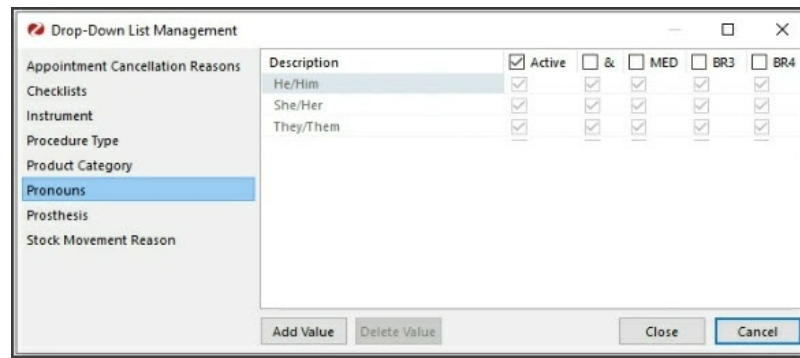 Drop-Down List Management
Appointment Cancellation Reasons
Checklists
Instrument
Procedure Type
Product Category
Pronouns
Prosthesis
Stock Movement Reason
Description Active & MED BR3 BR4
He/Him
She/Her
They/Them
Add Value Delete Value Close Cancel